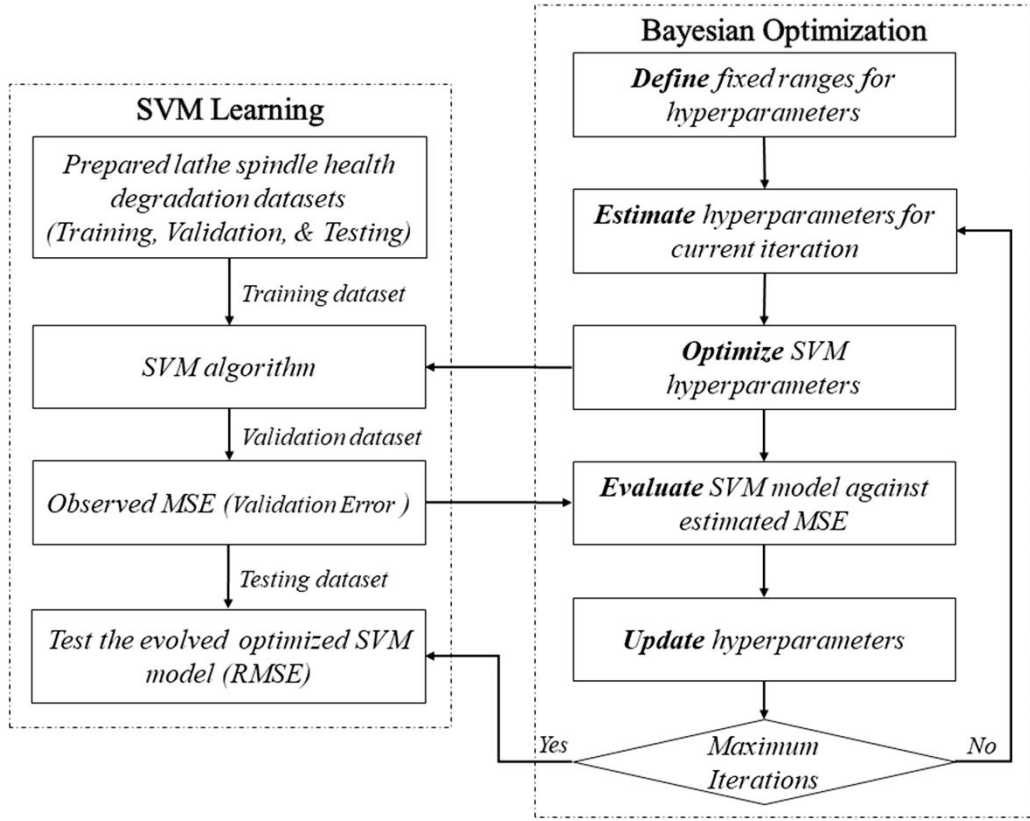 SVM Learning
Prepared lathe spindle health
degradation datasets
(Training, Validation, & Testing)
Training dataset
SVM algorithm
Validation dataset
Observed MSE (Validation Error )
Testing dataset
Test the evolved optimized SVM
model (RMSE)
Bayesian Optimization
Define fixed ranges for
hyperparameters
Estimate hyperparameters for
current iteration
Optimize SVM
hyperparameters
Evaluate SVM model against
estimated MSE
Update hyperparameters
Yes
Maximum
Iterations
No